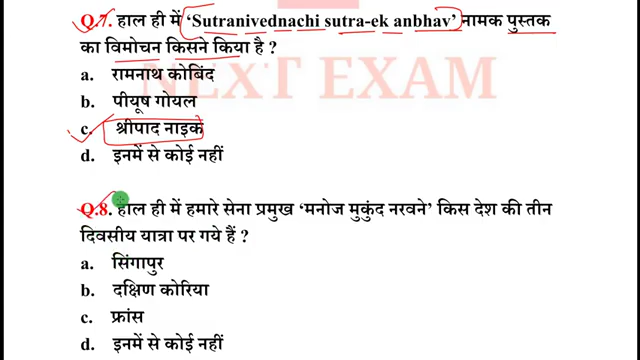 Q.7. हाल ही में 'Sutranivednachi sutra-ek anbhav' नामक पुस्तक
का विमोचन किसने किया है ?
NEXT EXAM
a. रामनाथ कोबिंद
b. पीयूष गोयल
c. श्रीपाद नाइक
d. इनमें से कोई नहीं
Q.8. हाल ही में हमारे सेना प्रमुख 'मनोज मुकुंद नरवने' किस देश की तीन
दिवसीय यात्रा पर गये हैं ?
a. सिंगापुर
b. दक्षिण कोरिया
c. फ्रांस
d. इनमें से कोई नहीं